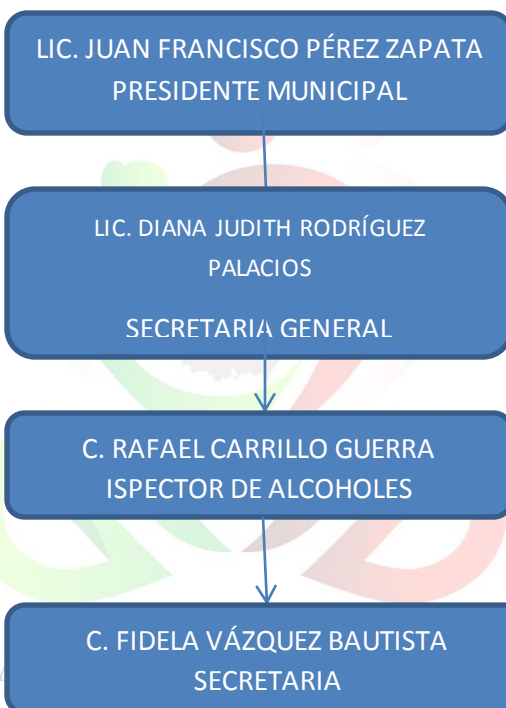 LIC. JUAN FRANCISCO PÉREZ ZAPATA
PRESIDENTE MUNICIPAL
LIC. DIANA JUDITH RODRÍGUEZ
PALACIOS
SECRETARIA GENERAL
C. RAFAEL CARRILLO GUERRA
ISPECTOR DE ALCOHOLES
C. FIDELA VÁZQUEZ BAUTISTA
SECRETARIA